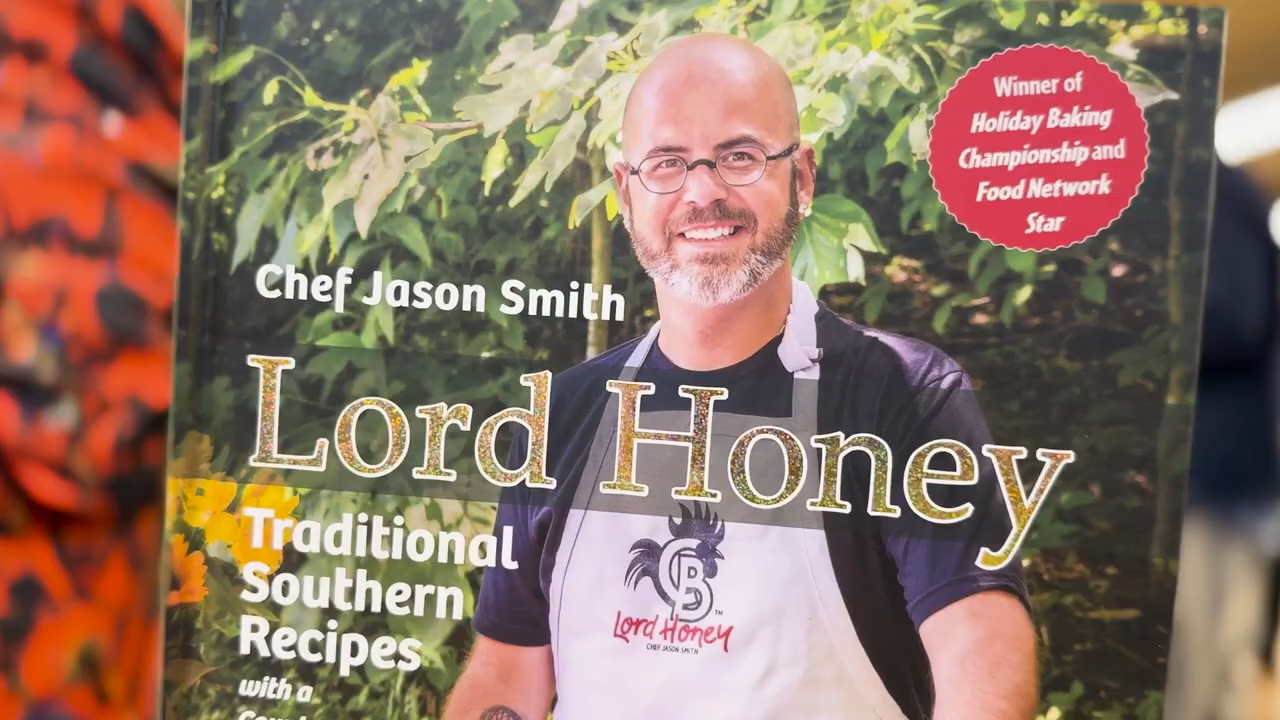 Winner of
Holiday Baking
Championship and
Food Network
Star
Chef Jason Smith
Lord Honey
Traditional
Southern
Recipes
with a
CB
TM
Lord Honey
CHEF JASON SMITH